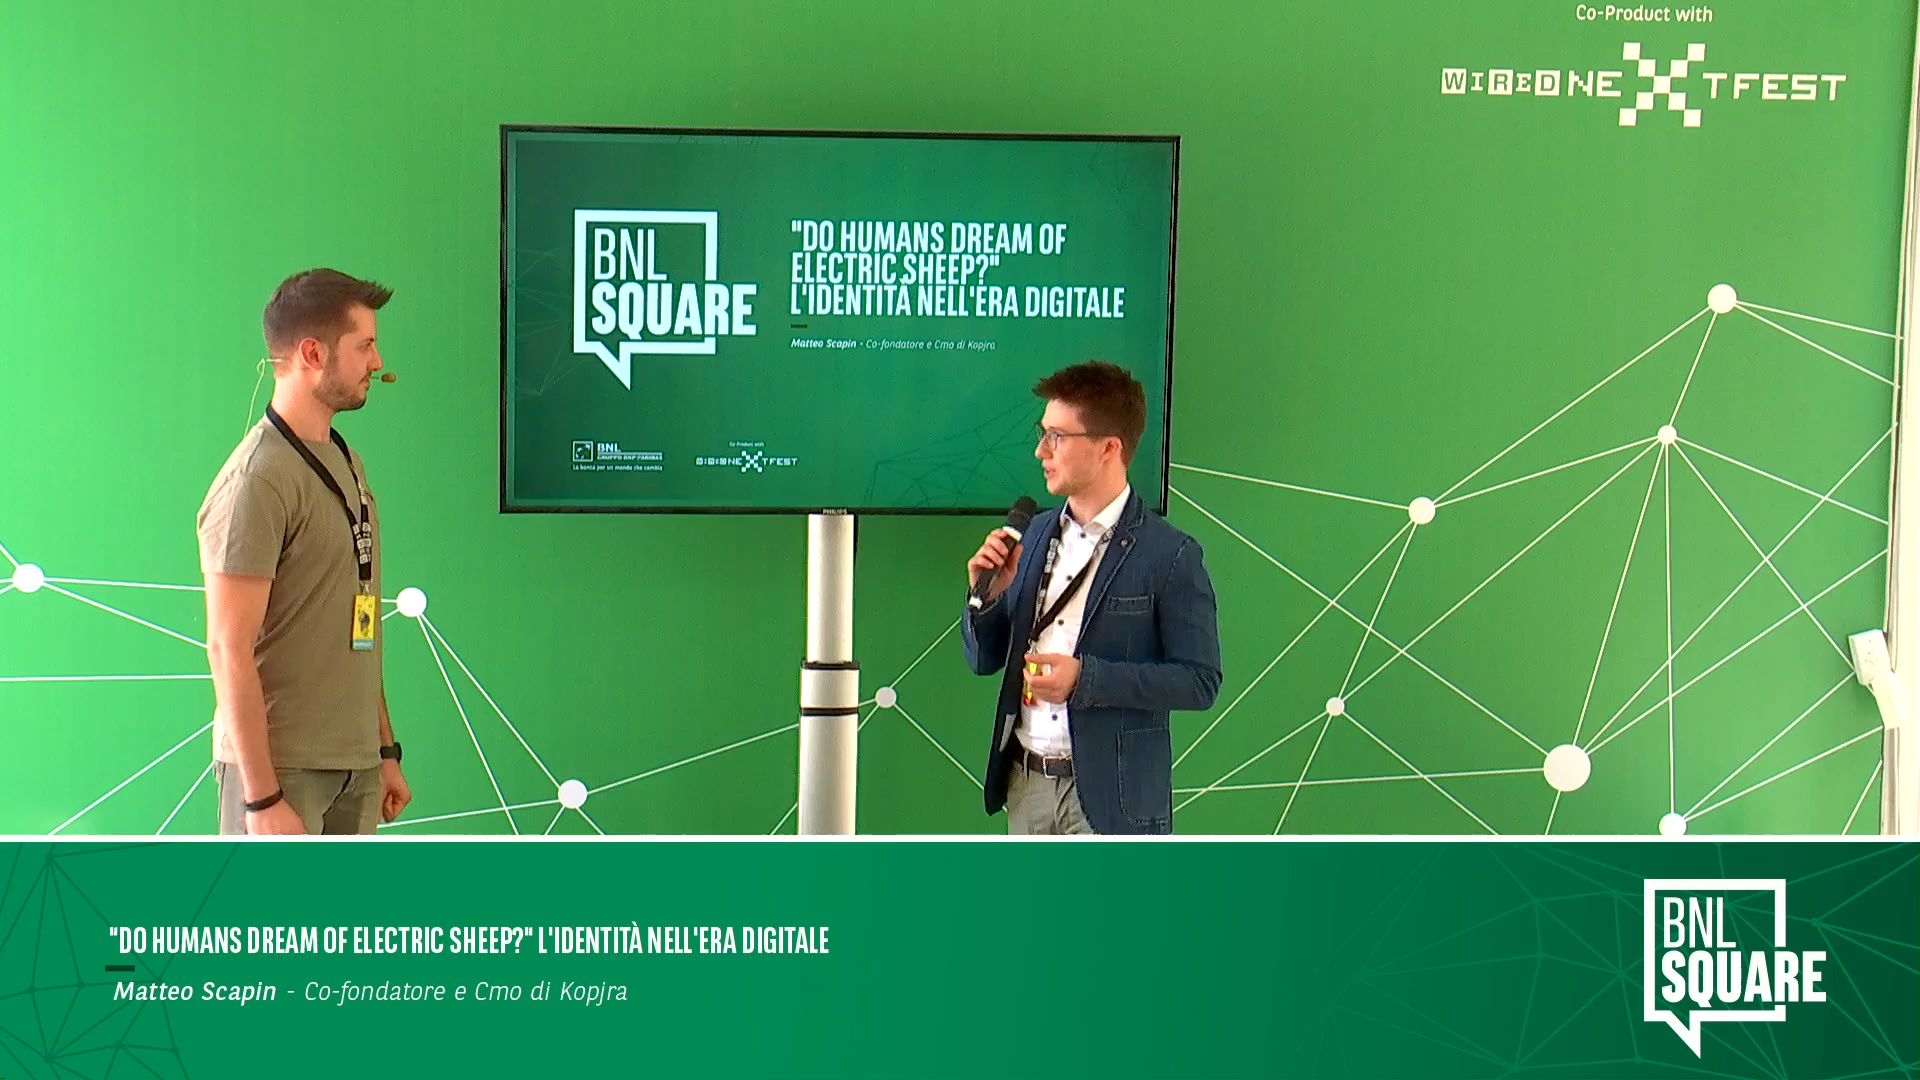 Co-Product with
WIRED NEXTFEST
BNL
SQUARE
"DO HUMANS DREAM OF
ELECTRIC SHEEP?"
L'IDENTITÀ NELL'ERA DIGITALE
Matteo Scapin - Co-fondatore e Cmo di Kopjra
BNL
GRUPPO BNP PARIBAS
La banca per un mondo che cambia
Co-Product with
WIRED NEXTFEST
PHILIPS
"DO HUMANS DREAM OF ELECTRIC SHEEP?" L'IDENTITÀ NELL'ERA DIGITALE
Matteo Scapin - Co-fondatore e Cmo di Kopjra
BNL
SQUARE